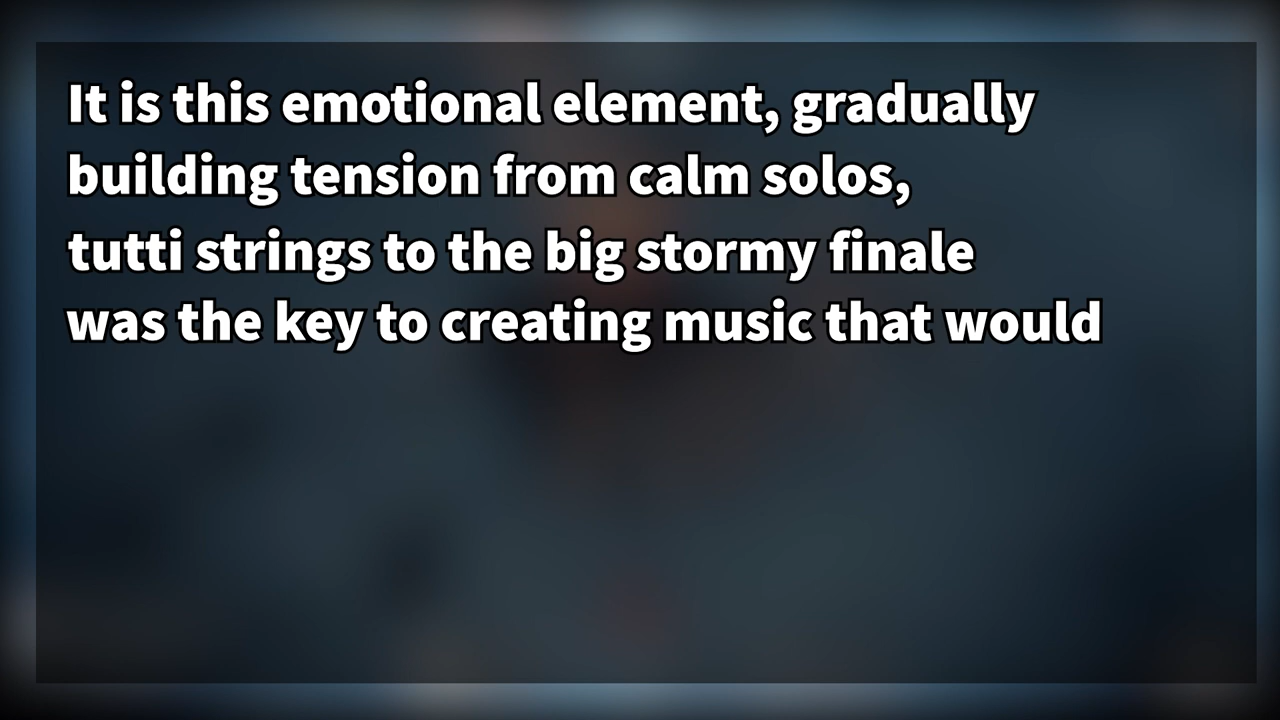 It is this emotional element, gradually
building tension from calm solos,
tutti strings to the big stormy finale
was the key to creating music that would